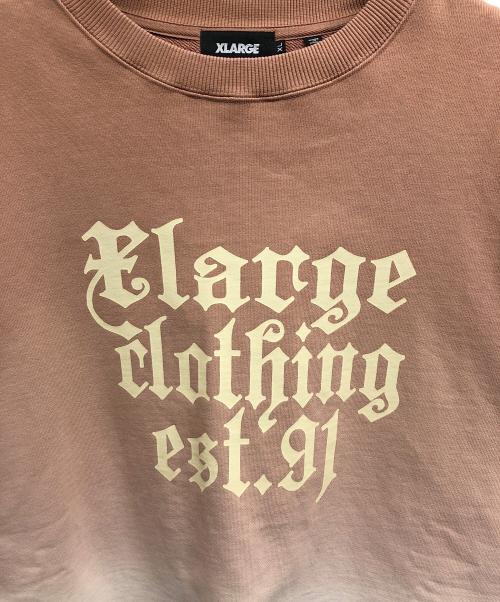 XLARGE
XL
Xlarge
clothing
est.91